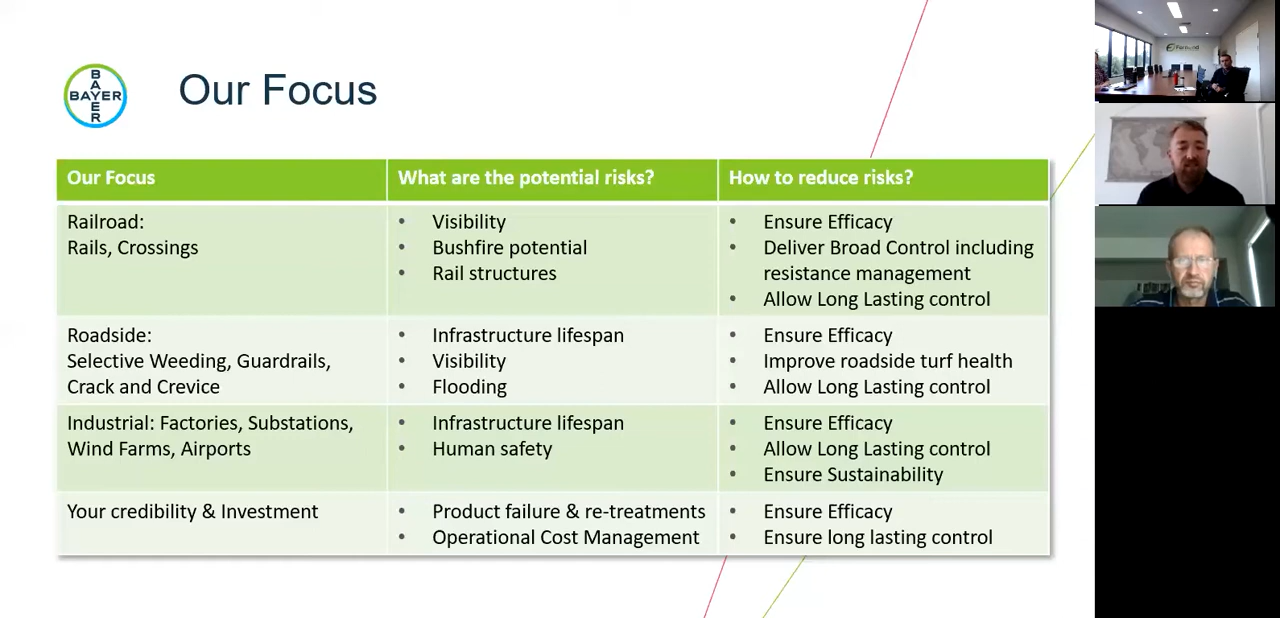 BAYER
BAYER
Our Focus
Our Focus
What are the potential risks?
How to reduce risks?
Railroad:
Rails, Crossings
• Visibility
• Bushfire potential
• Rail structures
• Ensure Efficacy
• Deliver Broad Control including
resistance management
• Allow Long Lasting control
Roadside:
Selective Weeding, Guardrails,
Crack and Crevice
• Infrastructure lifespan
• Visibility
• Flooding
• Ensure Efficacy
• Improve roadside turf health
• Allow Long Lasting control
Industrial: Factories, Substations,
Wind Farms, Airports
• Infrastructure lifespan
• Human safety
• Ensure Efficacy
• Allow Long Lasting control
• Ensure Sustainability
Your credibility & Investment
• Product failure & re-treatments
• Operational Cost Management
• Ensure Efficacy
• Ensure long lasting control